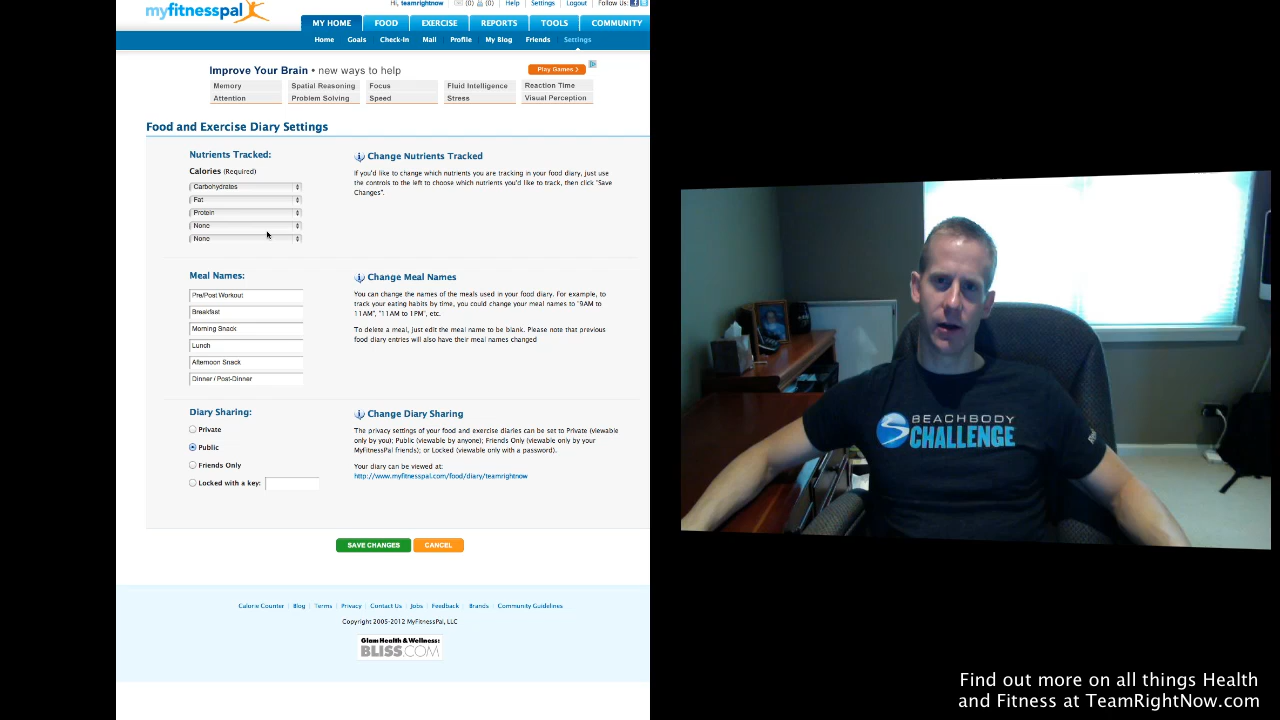 myfitnesspal
Hi, teamrightnow (0) (0) Help Settings Logout Follow Us:
MY HOME FOOD EXERCISE REPORTS TOOLS COMMUNITY
Home Goals Check-In Mail Profile My Blog Friends Settings
Improve Your Brain • new ways to help
Play Games >
Memory Spatial Reasoning Focus Fluid Intelligence Reaction Time
Attention Problem Solving Speed Stress Visual Perception
Food and Exercise Diary Settings
Nutrients Tracked:
Calories (Required)
Carbohydrates
Fat
Protein
None
None
Change Nutrients Tracked
If you'd like to change which nutrients you are tracking in your food diary, just
use the controls to the left to choose which nutrients you'd like to track, then click "Save
Changes".
Meal Names:
Pre/Post Workout
Breakfast
Morning Snack
Lunch
Afternoon Snack
Dinner / Post-Dinner
Change Meal Names
You can change the names of the meals used in your food diary. For example, to
track your eating habits by time, you could change your meal names to "9AM to
11AM", "11AM to 1PM", etc.
To delete a meal, just edit the meal name to be blank. Please note that previous
food diary entries will also have their meal names changed
Diary Sharing:
Private
Public
Friends Only
Locked with a key:
Change Diary Sharing
The privacy settings of your food and exercise diaries can be set to Private (viewable
only by you); Public (viewable by anyone); Friends Only (viewable only by your
MyFitnessPal friends); or Locked (viewable only with a password).
Your diary can be viewed at:
http://www.myfitnesspal.com/food/diary/teamrightnow
SAVE CHANGES CANCEL
Calorie Counter | Blog | Terms | Privacy | Contact Us | Jobs | Feedback | Brands | Community Guidelines
Copyright 2005-2012 MyFitnessPal, LLC
Glam Health & Wellness:
BLISS.COM
BEACHBODY
CHALLENGE
Find out more on all things Health
and Fitness at TeamRightNow.com